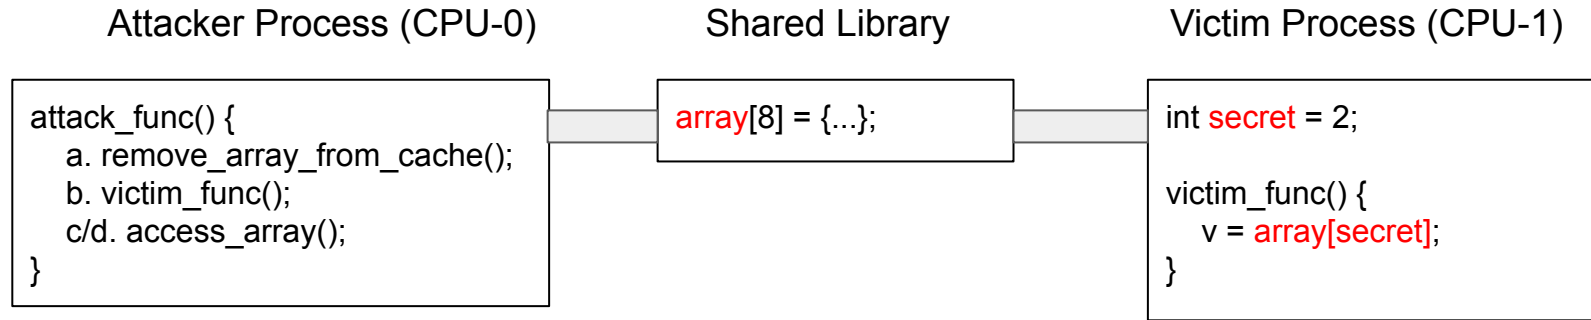 Attacker Process (CPU-0)
attack_func() {
a. remove_array_from_cache();
b. victim_func();
c/d. access_array();
}
Shared Library
array[8] = {...};
Victim Process (CPU-1)
int secret = 2;
victim_func() {
v = array[secret];
}